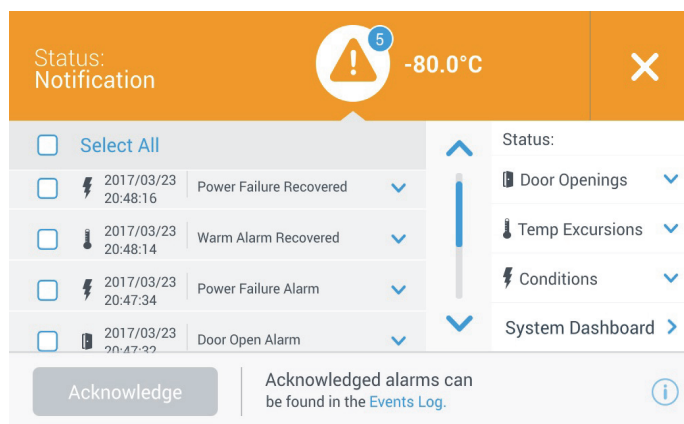 Status:
Notification
5
-80.0°C
Select All
2017/03/23
20:48:16
Power Failure Recovered
2017/03/23
20:48:14
Warm Alarm Recovered
2017/03/23
20:47:34
Power Failure Alarm
2017/03/23
20:47:32
Door Open Alarm
Status:
Door Openings
Temp Excursions
Conditions
System Dashboard
Acknowledge
Acknowledged alarms can
be found in the Events Log.